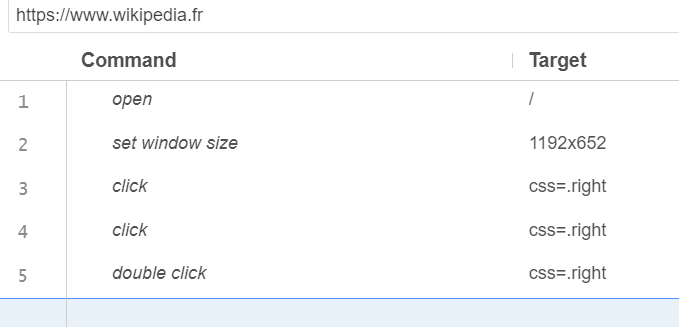 https://www.wikipedia.fr
Command Target
1 open /
2 set window size 1192x652
3 click css=.right
4 click css=.right
5 double click css=.right